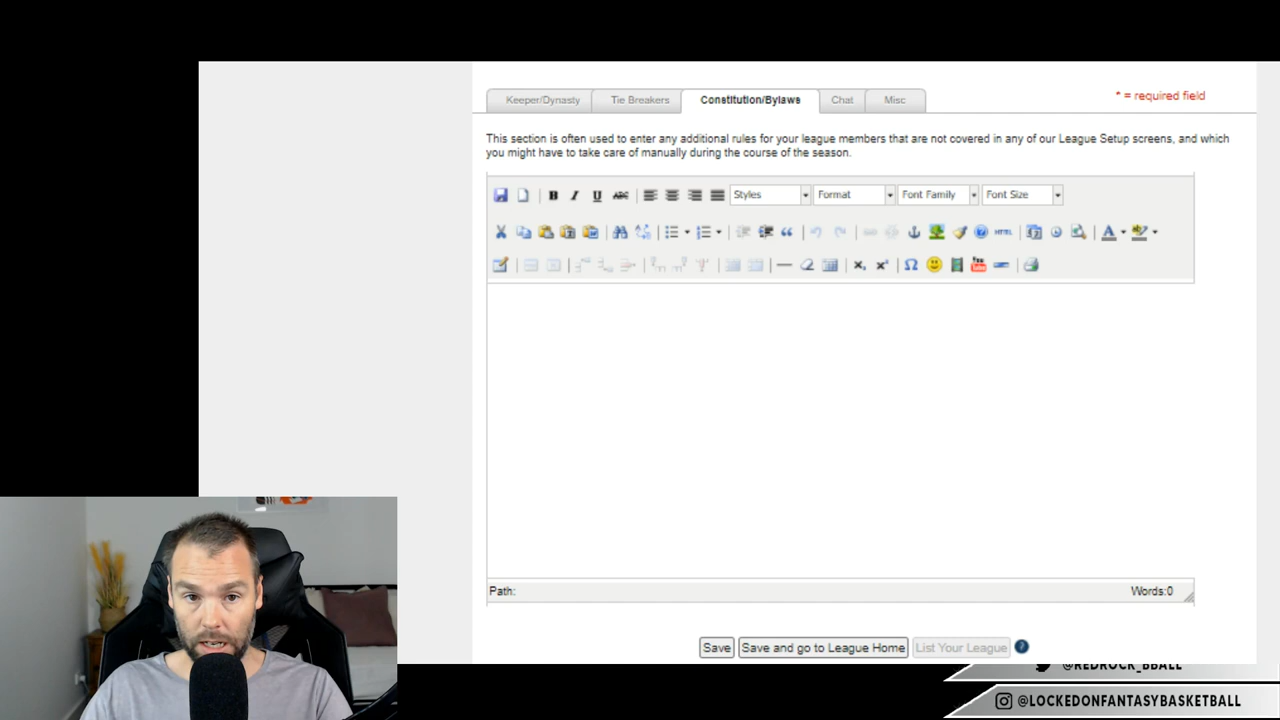 Keeper/Dynasty
Tie Breakers
Constitution/Bylaws
Chat
Misc
* = required field
This section is often used to enter any additional rules for your league members that are not covered in any of our League Setup screens, and which
you might have to take care of manually during the course of the season.
B I U ABC Styles Format Font Family Font Size
HTML
Path:
Words:0
Save
Save and go to League Home
List Your League
@REDROCK_BBALL
@LOCKEDONFANTASYBASKETBALL